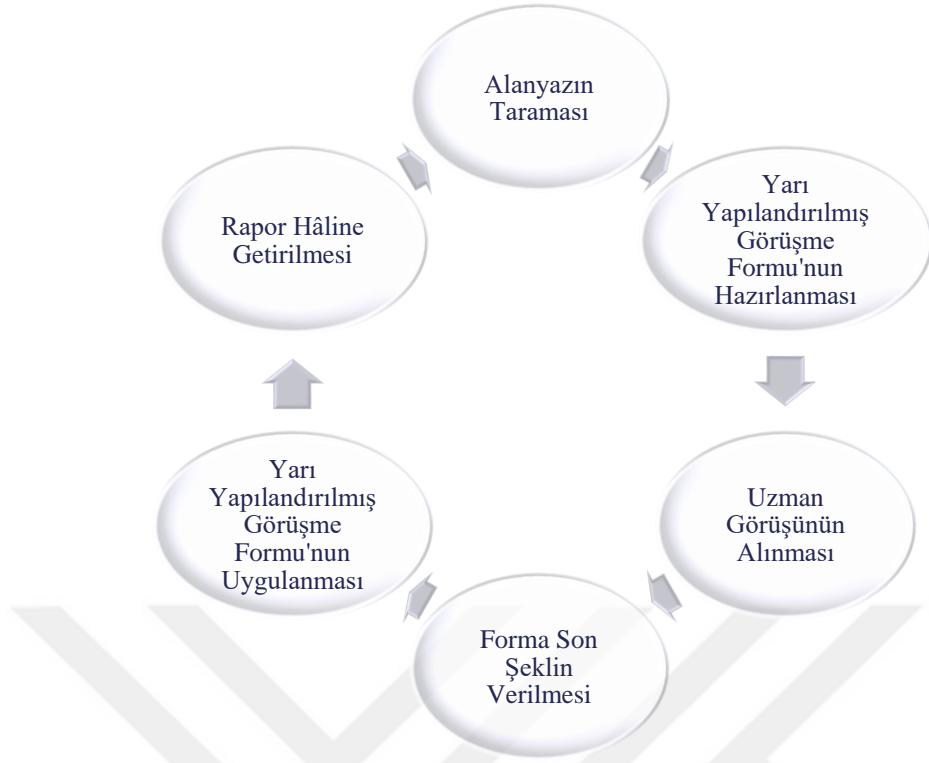 Alanyazın
Taraması
Yarı
Yapılandırılmış
Görüşme
Formu'nun
Hazırlanması
Uzman
Görüşünün
Alınması
Forma Son
Şeklin
Verilmesi
Yarı
Yapılandırılmış
Görüşme
Formu'nun
Uygulanması
Rapor Hâline
Getirilmesi